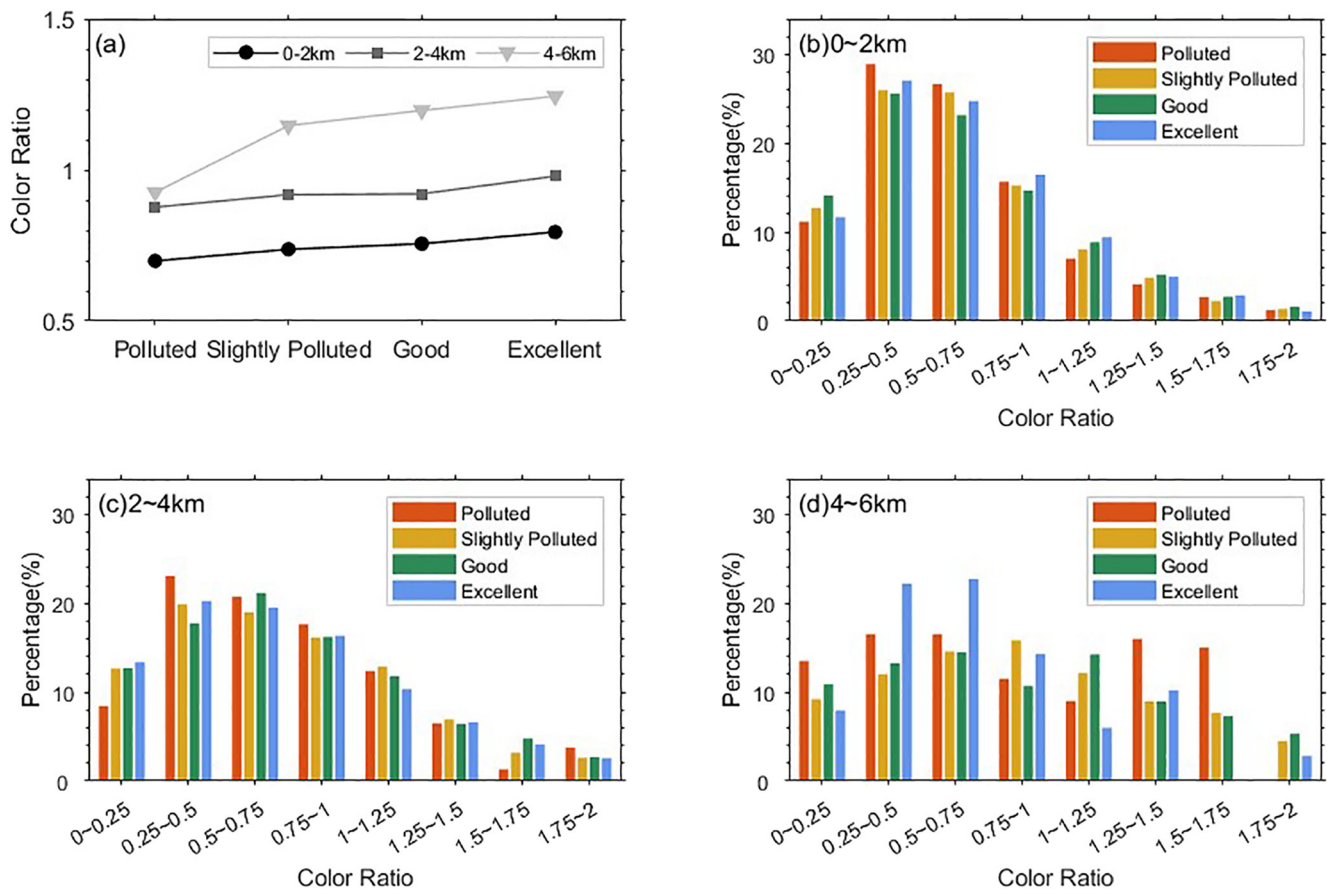 (a)
0-2km 2-4km 4-6km
1.5
1
0.5
Color Ratio
Polluted Slightly Polluted Good Excellent
(b)0~2km
Polluted
Slightly Polluted
Good
Excellent
30
20
10
0
Percentage(%)
0~0.25 0.25~0.5 0.5~0.75 0.75~1 1~1.25 1.25~1.5 1.5~1.75 1.75~2
Color Ratio
(c)2~4km
Polluted
Slightly Polluted
Good
Excellent
30
20
10
0
Percentage(%)
0~0.25 0.25~0.5 0.5~0.75 0.75~1 1~1.25 1.25~1.5 1.5~1.75 1.75~2
Color Ratio
(d)4~6km
Polluted
Slightly Polluted
Good
Excellent
30
20
10
0
Percentage(%)
0~0.25 0.25~0.5 0.5~0.75 0.75~1 1~1.25 1.25~1.5 1.5~1.75 1.75~2
Color Ratio